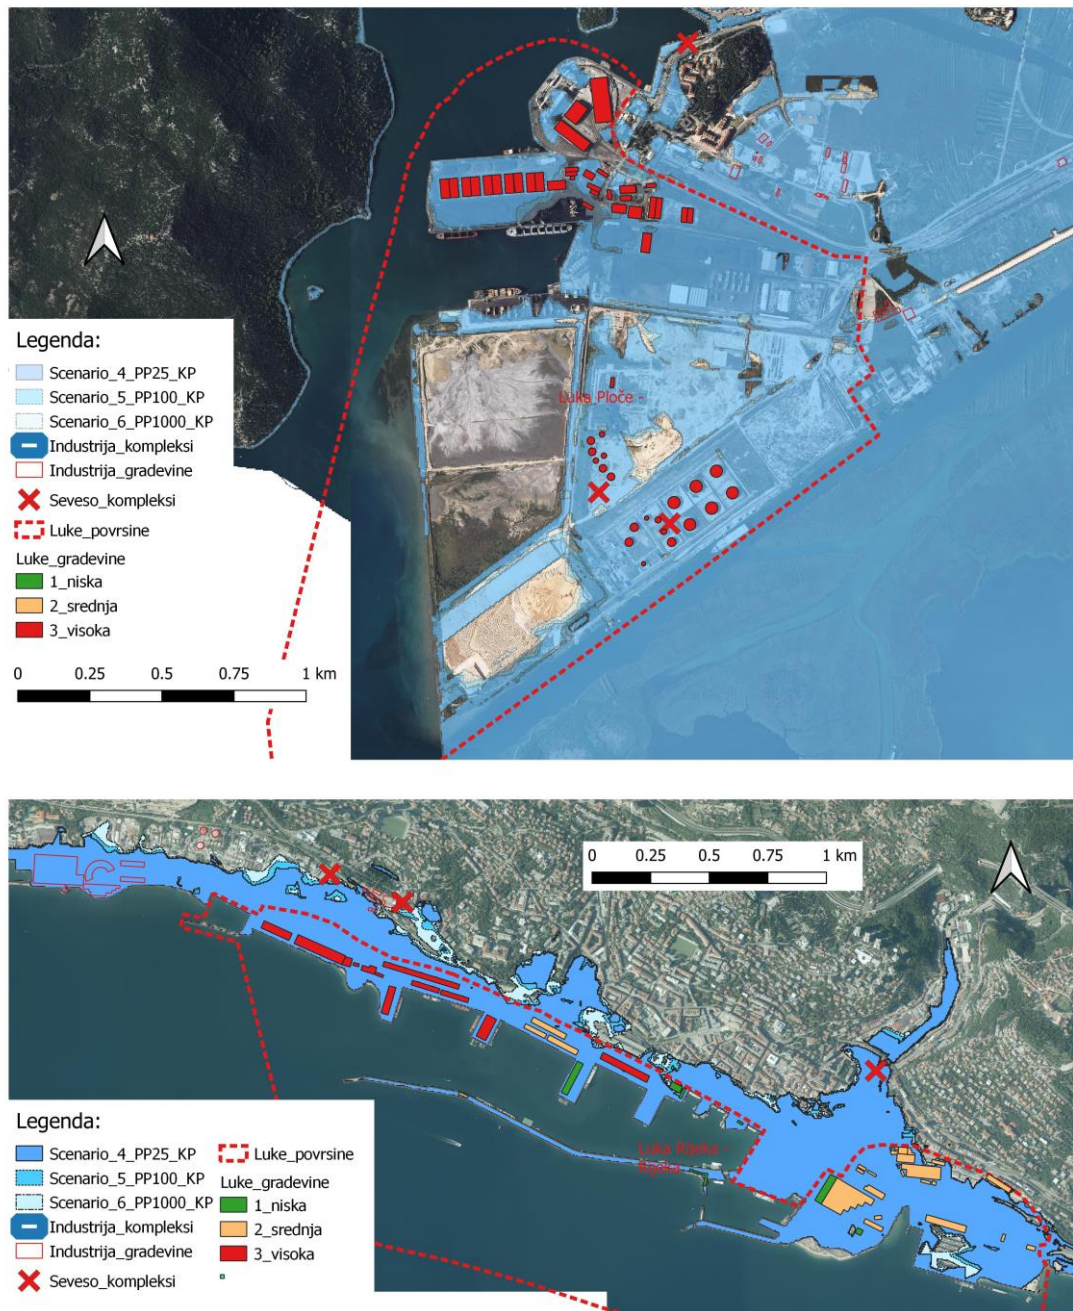 Legenda:
Scenario_4_PP25_KP
Scenario_5_PP100_KP
Scenario_6_PP1000_KP
Industrija_kompleksi
Industrija_gradevine
Seveso_kompleksi
Luke_povrsine
Luke_gradevine
1_niska
2_srednja
3_visoka
0 0.25 0.5 0.75 1 km
Luka Ploče -
0 0.25 0.5 0.75 1 km
Luka Rijeka -
Rijeka
Legenda:
Scenario_4_PP25_KP
Scenario_5_PP100_KP
Scenario_6_PP1000_KP
Industrija_kompleksi
Industrija_gradevine
Seveso_kompleksi
Luke_povrsine
Luke_gradevine
1_niska
2_srednja
3_visoka